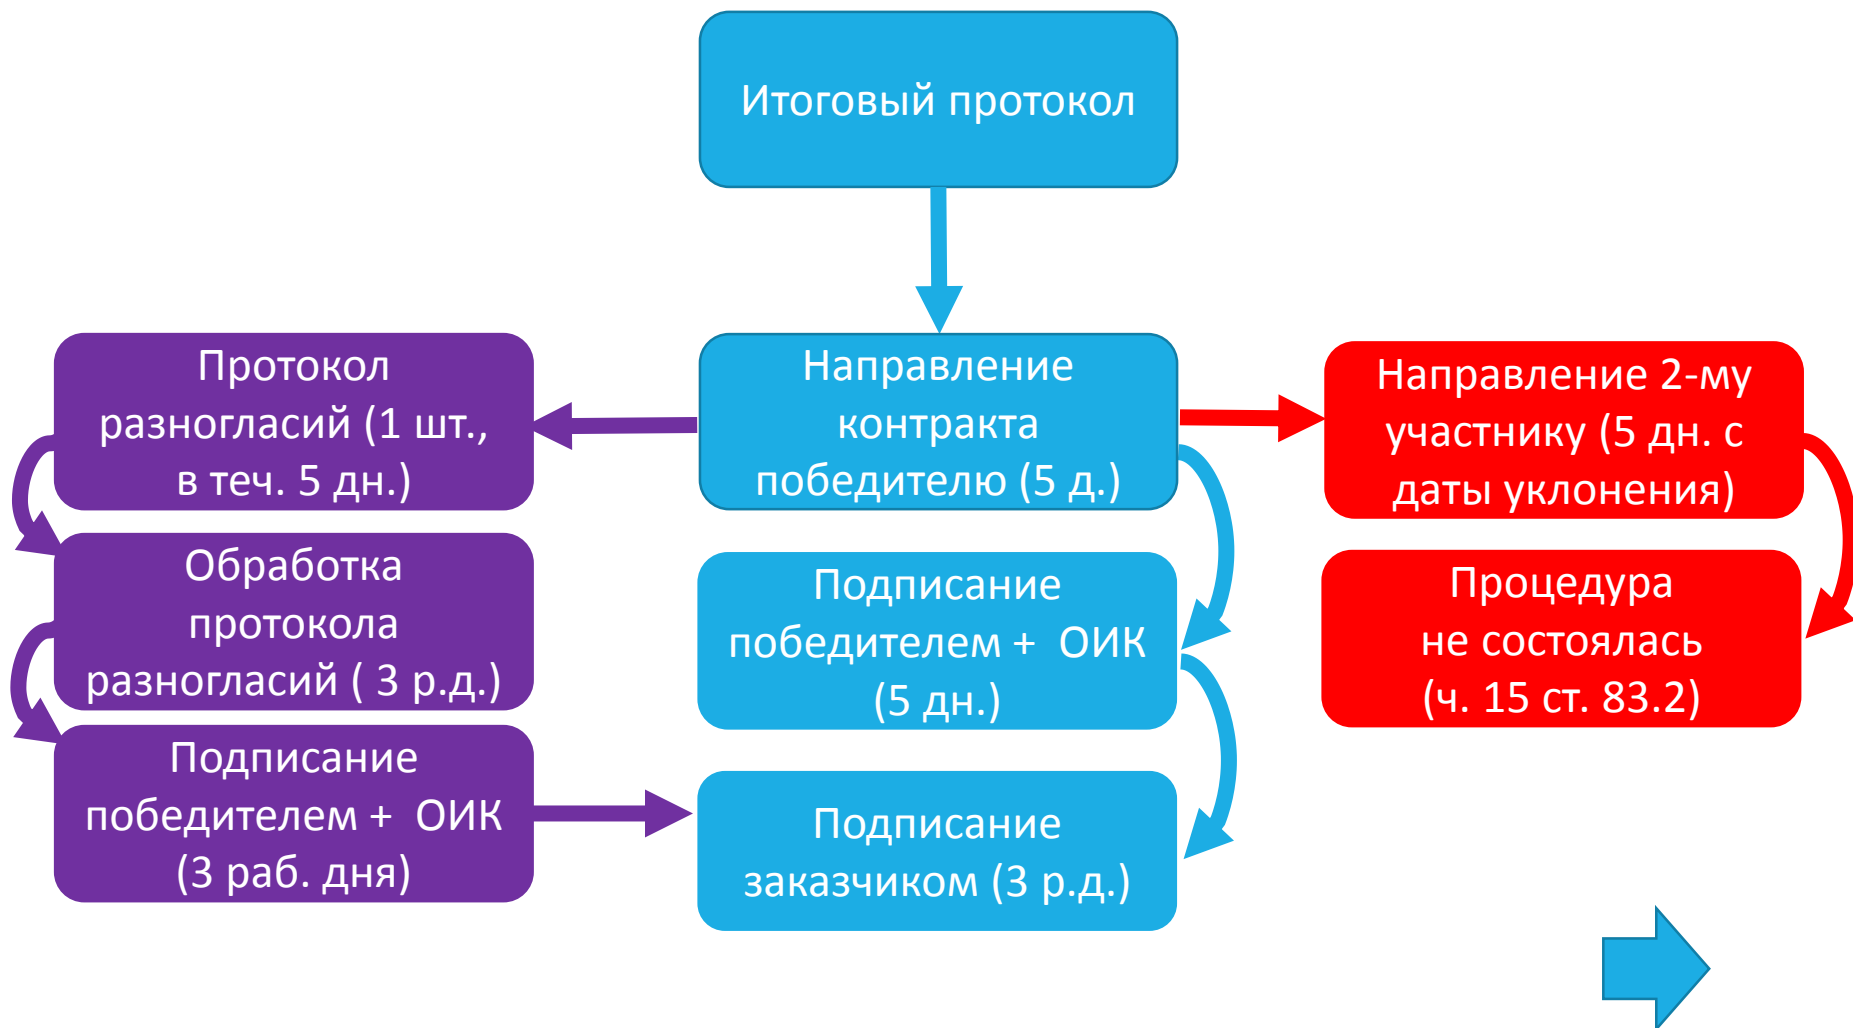 Итоговый протокол
Протокол
разногласий (1 шт.,
в теч. 5 дн.)
Обработка
протокола
разногласий ( 3 р.д.)
Подписание
победителем + ОИК
(3 раб. дня)
Направление
контракта
победителю (5 д.)
Подписание
победителем + ОИК
(5 дн.)
Подписание
заказчиком (3 р.д.)
Направление 2-му
участнику (5 дн. с
даты уклонения)
Процедура
не состоялась
(ч. 15 ст. 83.2)